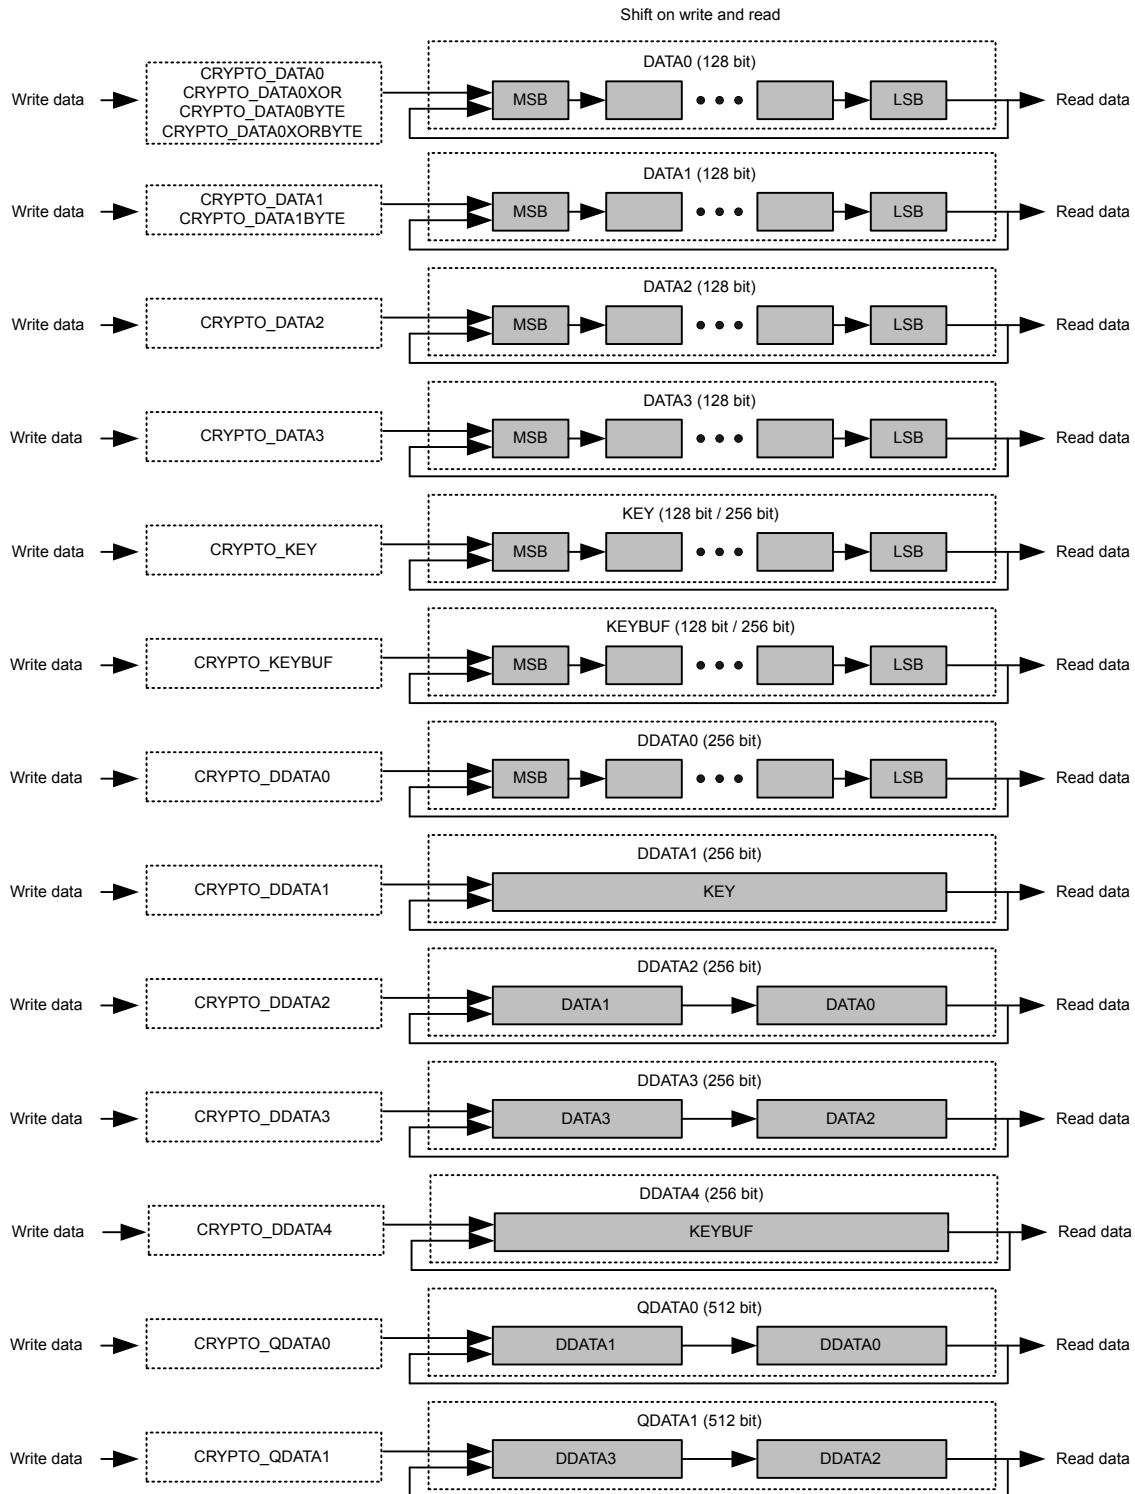 Shift on write and read
DATA0 (128 bit)
Write data
CRYPTO_DATA0
CRYPTO_DATA0XOR
CRYPTO_DATA0BYTE
CRYPTO_DATA0XORBYTE
MSB
LSB
Read data
DATA1 (128 bit)
Write data
CRYPTO_DATA1
CRYPTO_DATA1BYTE
MSB
LSB
Read data
DATA2 (128 bit)
Write data
CRYPTO_DATA2
MSB
LSB
Read data
DATA3 (128 bit)
Write data
CRYPTO_DATA3
MSB
LSB
Read data
KEY (128 bit / 256 bit)
Write data
CRYPTO_KEY
MSB
LSB
Read data
KEYBUF (128 bit / 256 bit)
Write data
CRYPTO_KEYBUF
MSB
LSB
Read data
DDATA0 (256 bit)
Write data
CRYPTO_DDATA0
MSB
LSB
Read data
DDATA1 (256 bit)
Write data
CRYPTO_DDATA1
KEY
Read data
DDATA2 (256 bit)
Write data
CRYPTO_DDATA2
DATA1
DATA0
Read data
DDATA3 (256 bit)
Write data
CRYPTO_DDATA3
DATA3
DATA2
Read data
DDATA4 (256 bit)
Write data
CRYPTO_DDATA4
KEYBUF
Read data
QDATA0 (512 bit)
Write data
CRYPTO_QDATA0
DDATA1
DDATA0
Read data
QDATA1 (512 bit)
Write data
CRYPTO_QDATA1
DDATA3
DDATA2
Read data